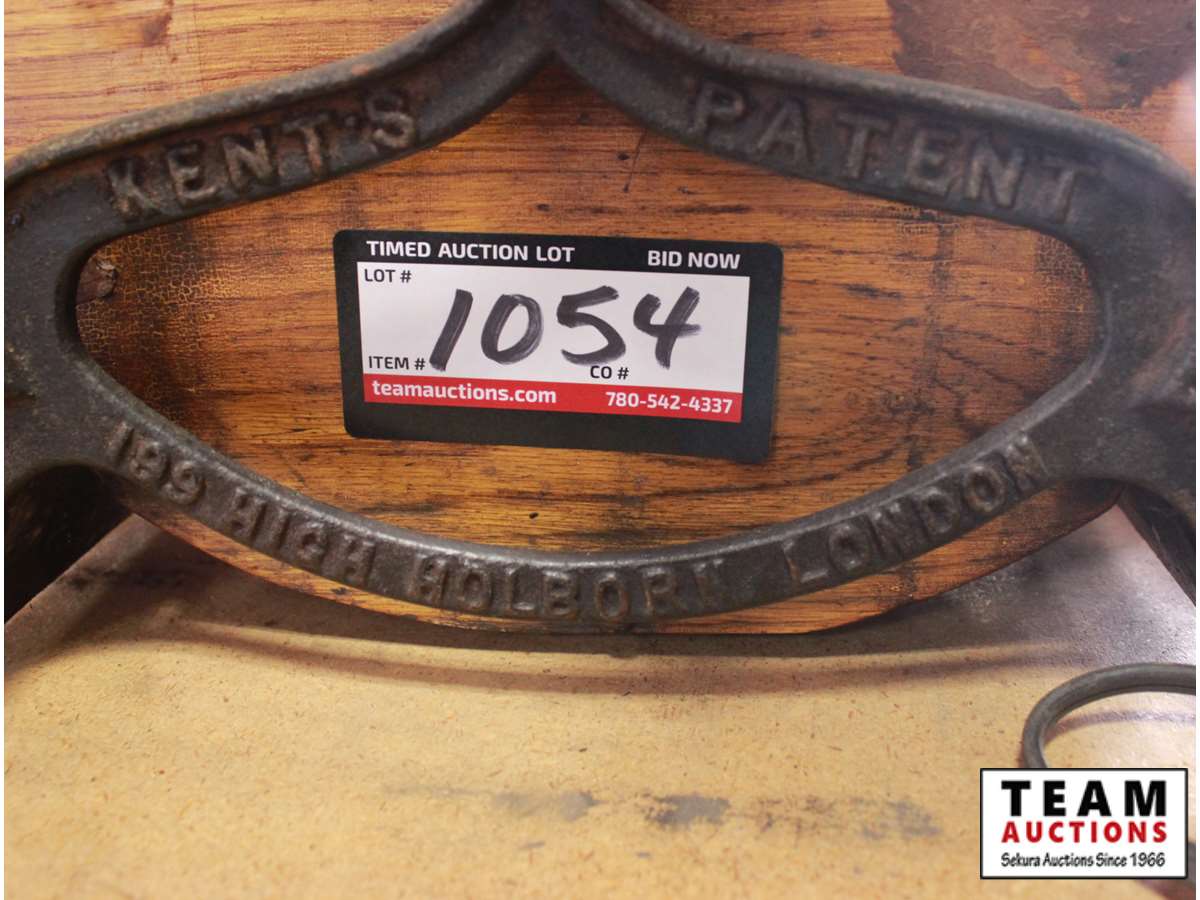 KENT'S PATENT
TIMED AUCTION LOT BID NOW
LOT #
1054
ITEM # CO #
teamauctions.com 780-542-4337
199 HIGH HOLBORN LONDON
TEAM
AUCTIONS
Sekura Auctions Since 1966